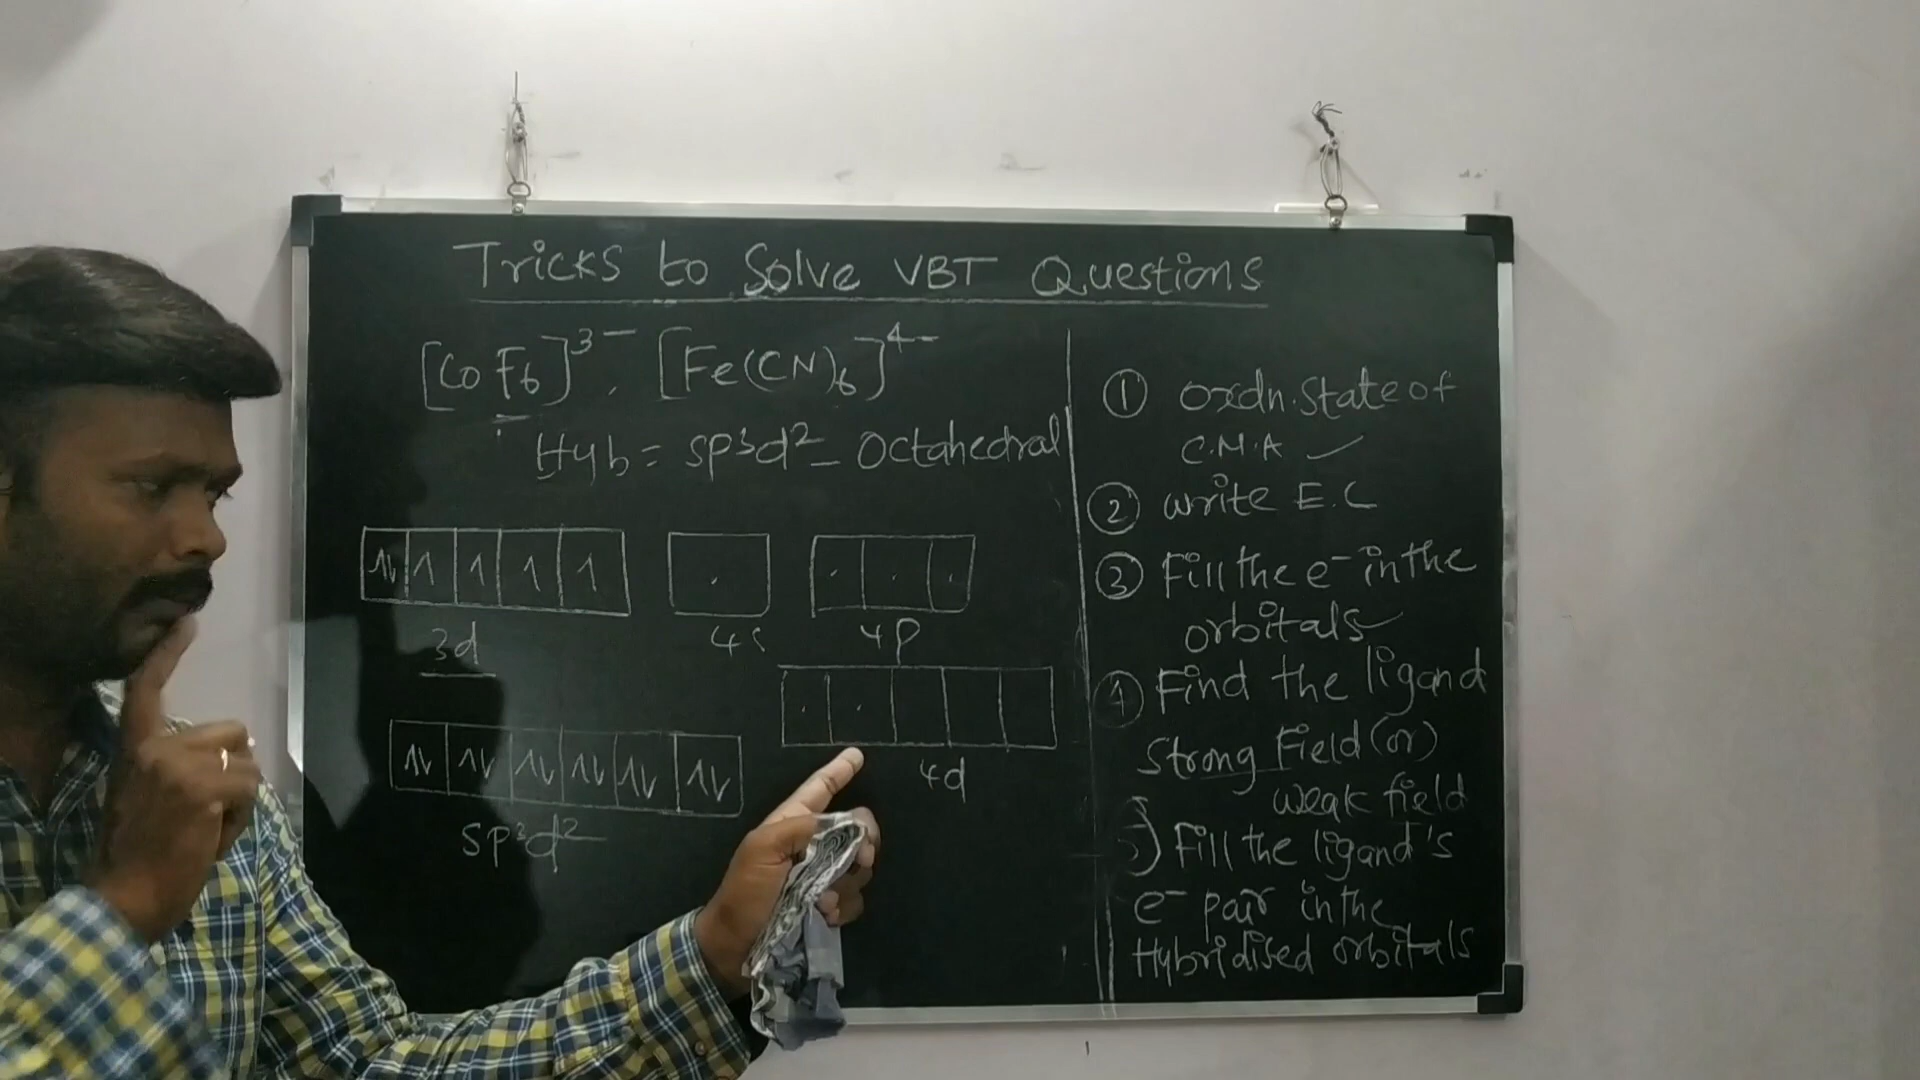 Tricks to Solve VBT Questions
[CoF6]3- , [Fe(CN)6]4-
Hyb = sp3d2 - Octahedral
3d
4s
4p
4d
sp3d2
① Oxdn. State of
C.M.A ✓
② write E.C
③ Fill the e- in the
orbitals
④ Find the ligand
Strong Field (or)
weak field
5) Fill the ligand's
e- pair in the
Hybridised orbitals